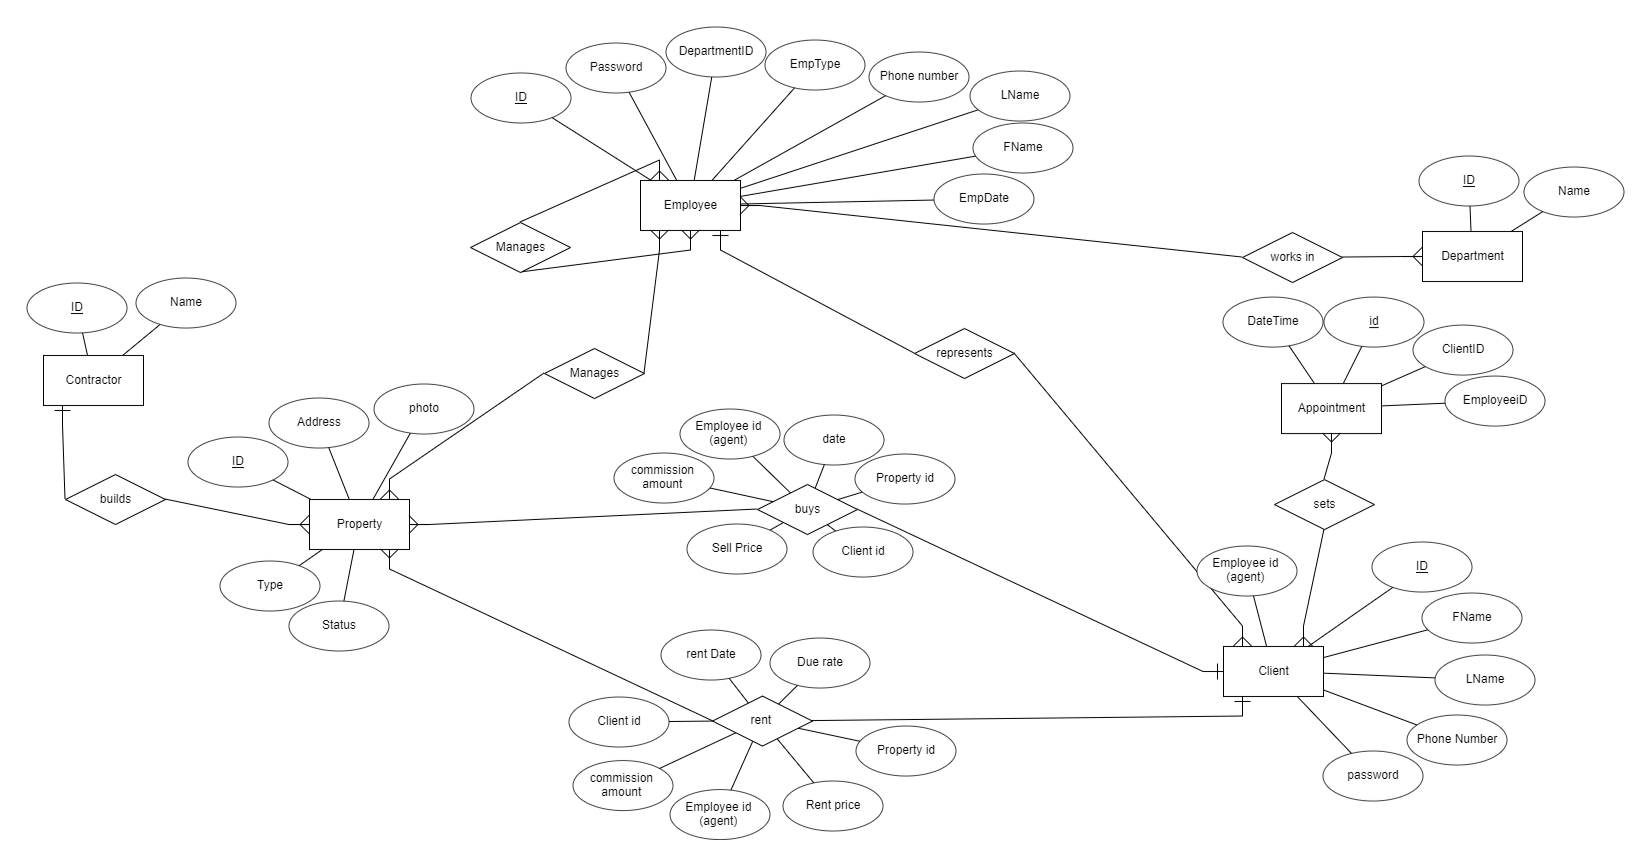 DepartmentID
EmpType
Password
Phone number
ID
LName
FName
ID
Name
EmpDate
Employee
Manages
works in
Department
ID
Name
DateTime
id
ClientID
represents
Contractor
Manages
EmployeeiD
photo
Appointment
Address
Employee id
(agent)
date
ID
commission
amount
Property id
builds
sets
buys
Property
Sell Price
Client id
Employee id
(agent)
ID
Type
FName
Status
rent Date
Due rate
Client
LName
Client id
rent
Phone Number
Property id
password
commission
amount
Employee id
(agent)
Rent price